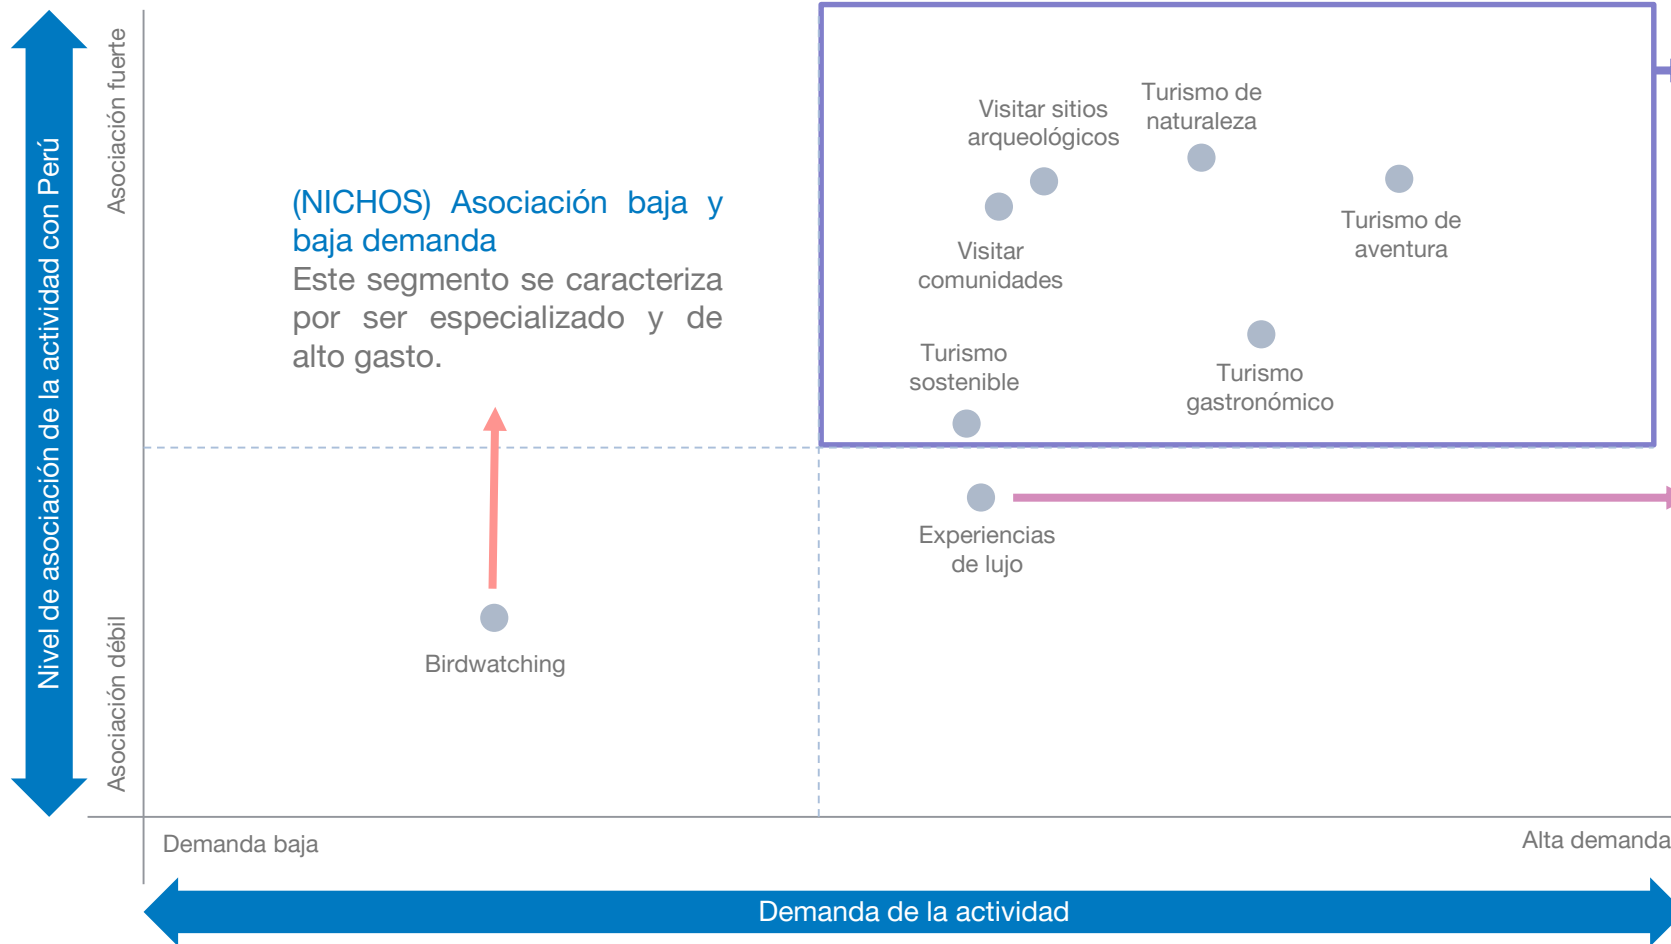 Nivel de asociación de la actividad con Perú
Asociación fuerte
Asociación débil
(NICHOS) Asociación baja y
baja demanda
Este segmento se caracteriza
por ser especializado y de
alto gasto.
Birdwatching
Visitar sitios
arqueológicos
Turismo de
naturaleza
Visitar
comunidades
Turismo de
aventura
Turismo
sostenible
Turismo
gastronómico
Experiencias
de lujo
Demanda baja
Alta demanda
Demanda de la actividad